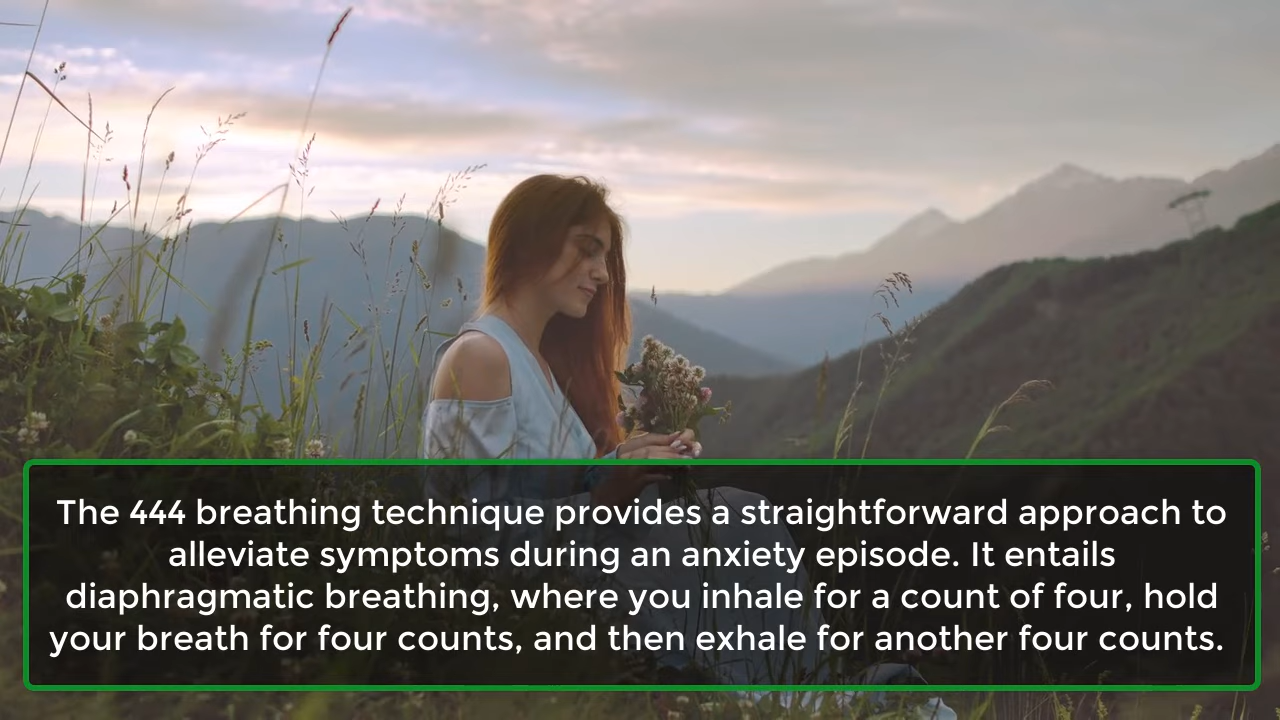 The 444 breathing technique provides a straightforward approach to
alleviate symptoms during an anxiety episode. It entails
diaphragmatic breathing, where you inhale for a count of four, hold
your breath for four counts, and then exhale for another four counts.